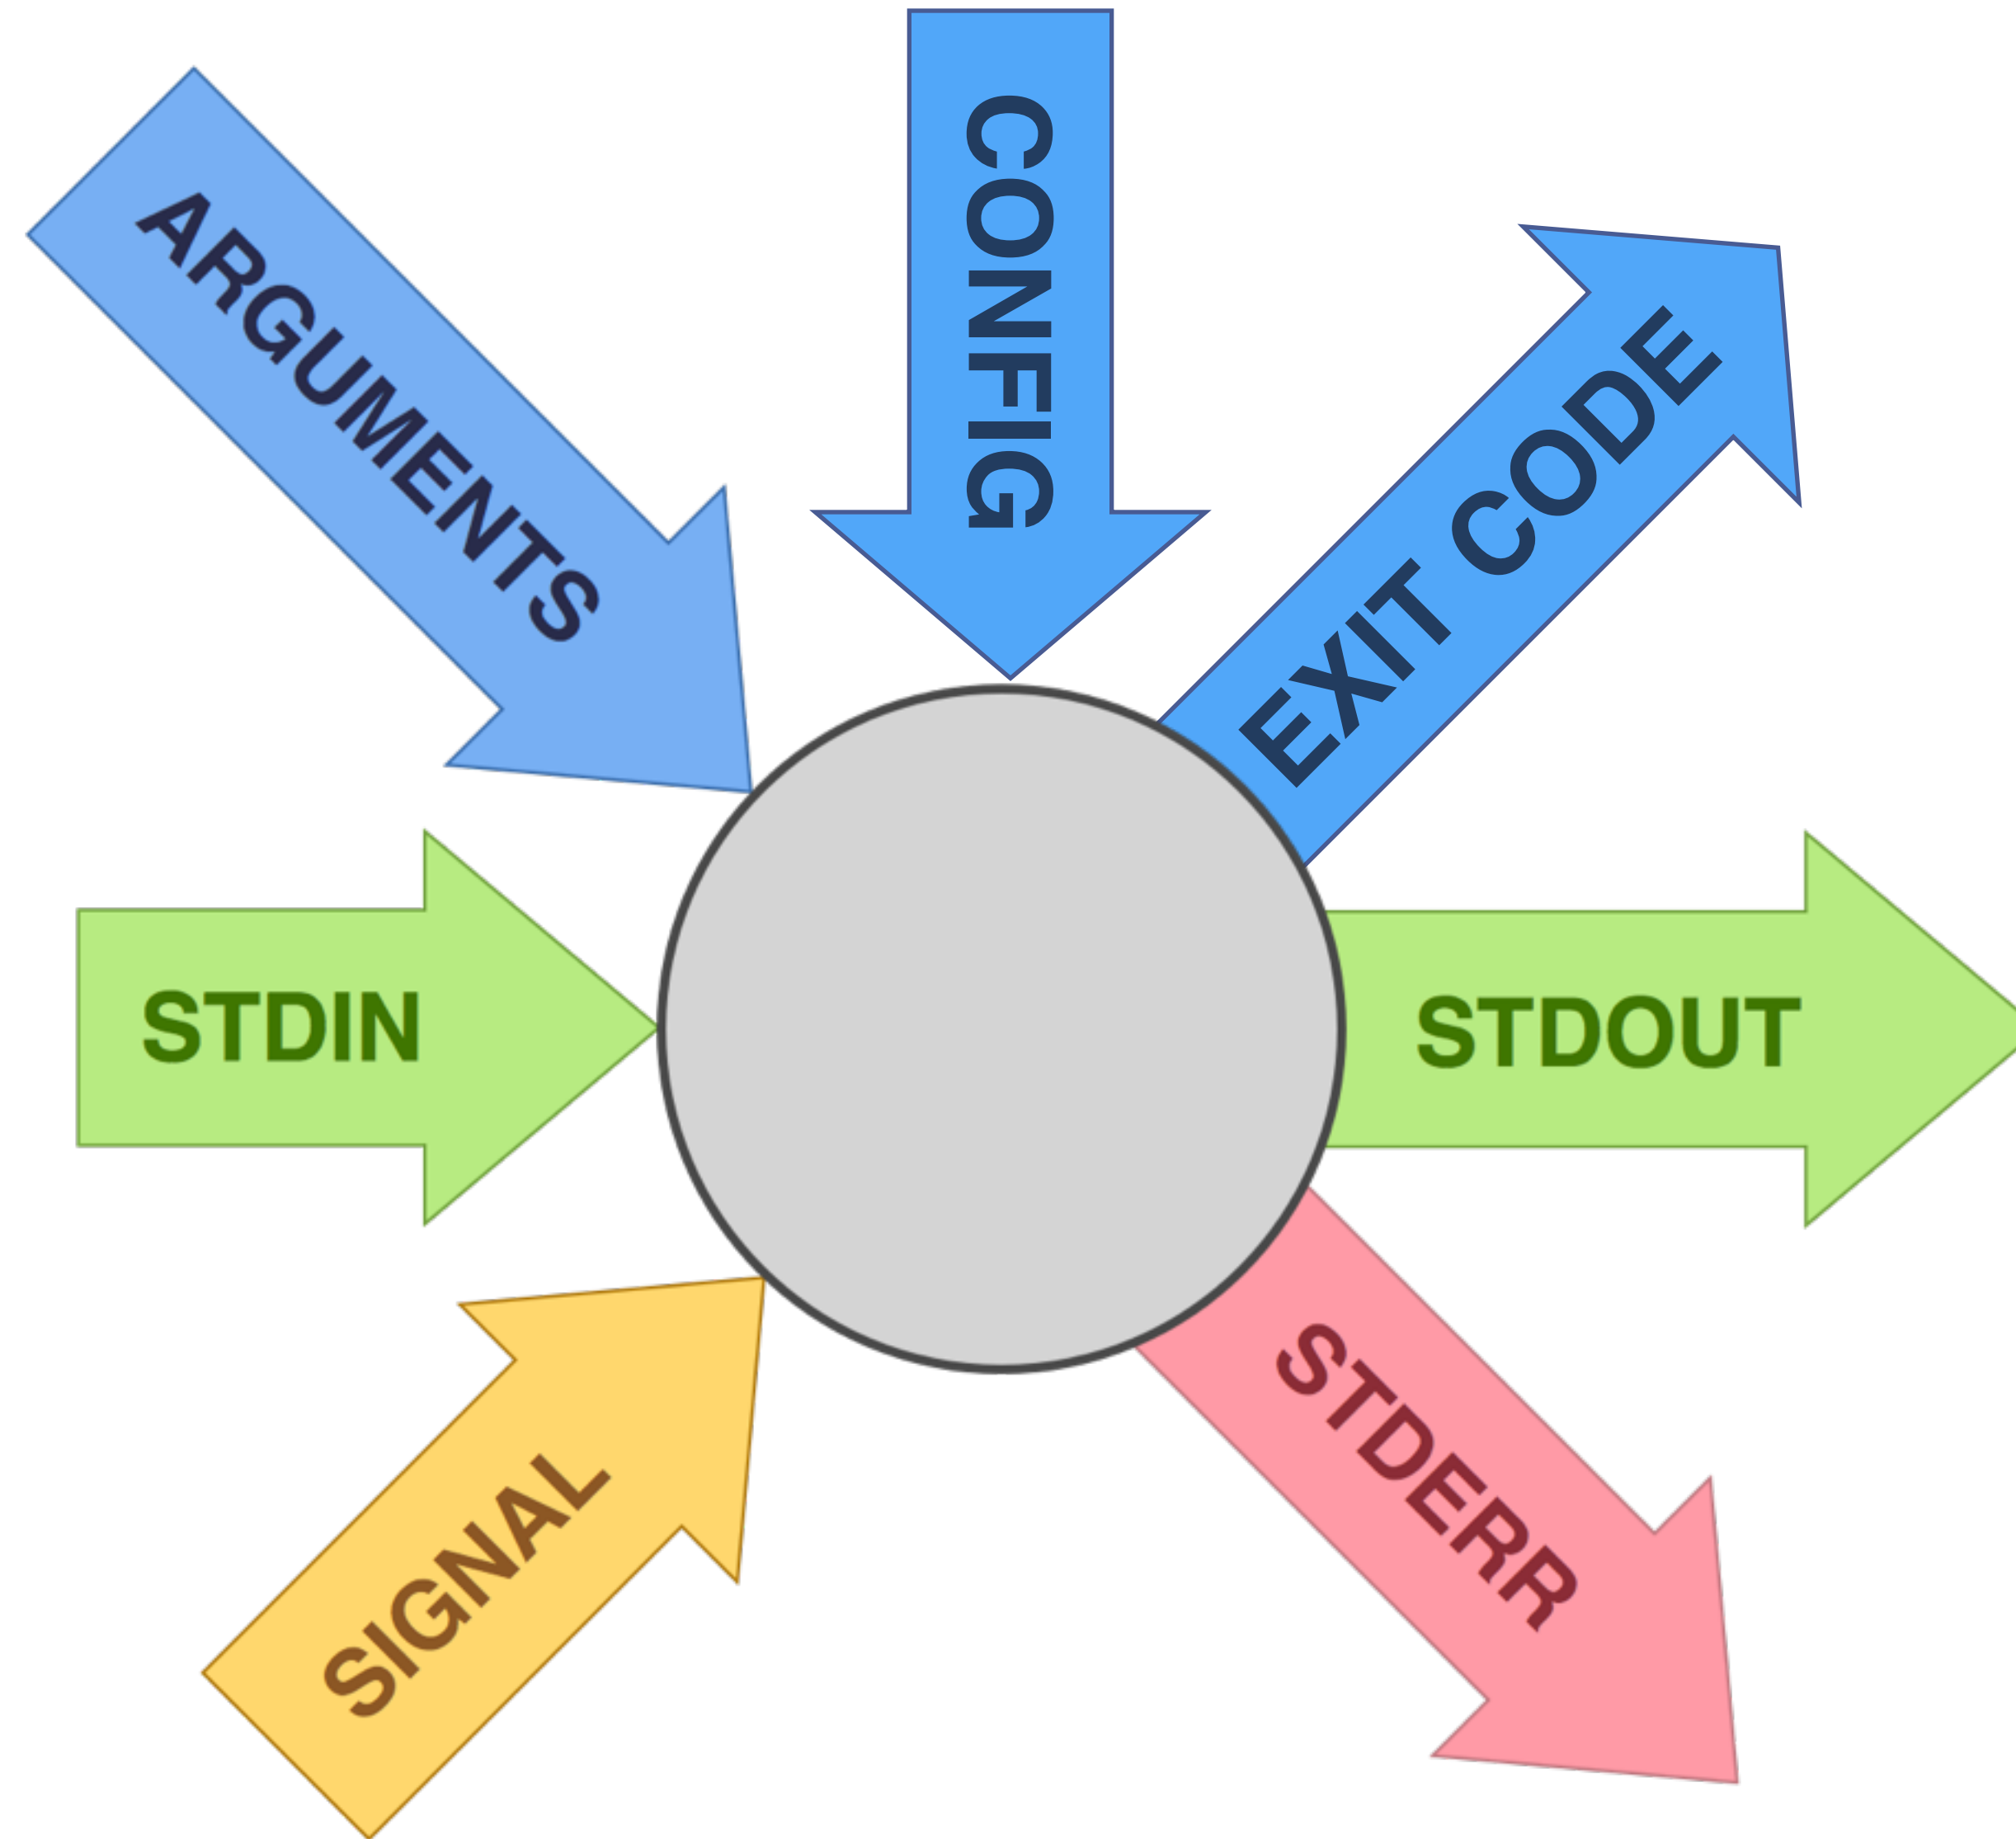 CONFIG
ARGUMENTS
EXIT CODE
STDIN
STDOUT
SIGNAL
STDERR